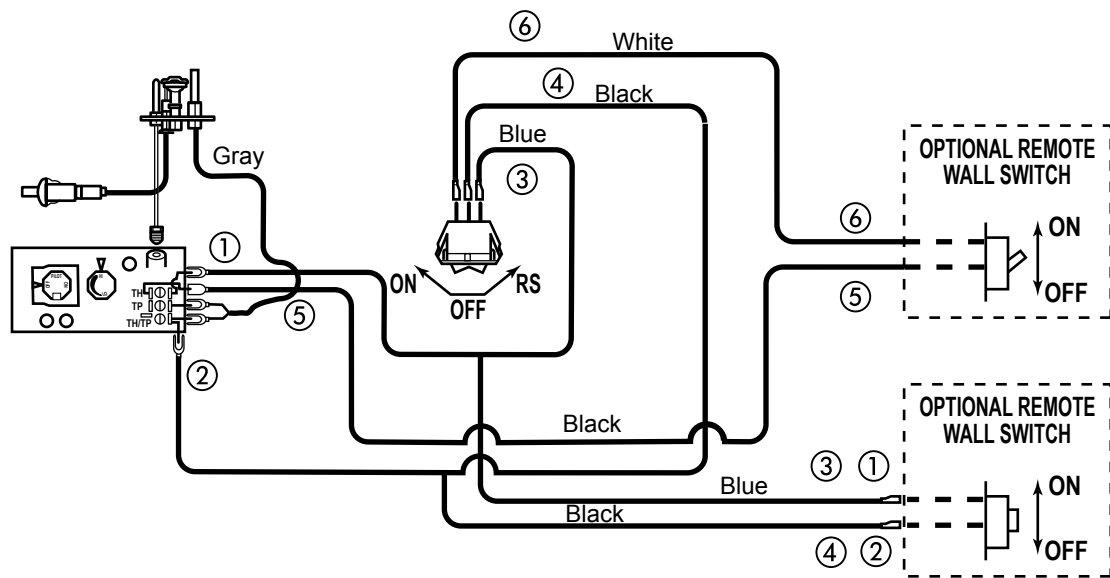 ⑥
White
④
Black
Blue
③
Gray
OPTIONAL REMOTE
WALL SWITCH
ON
OFF
⑥
⑤
①
ON
OFF
RS
PILOT
TH
TP
TH/TP
⑤
②
Black
OPTIONAL REMOTE
WALL SWITCH
ON
OFF
③ ①
Blue
Black
④ ②